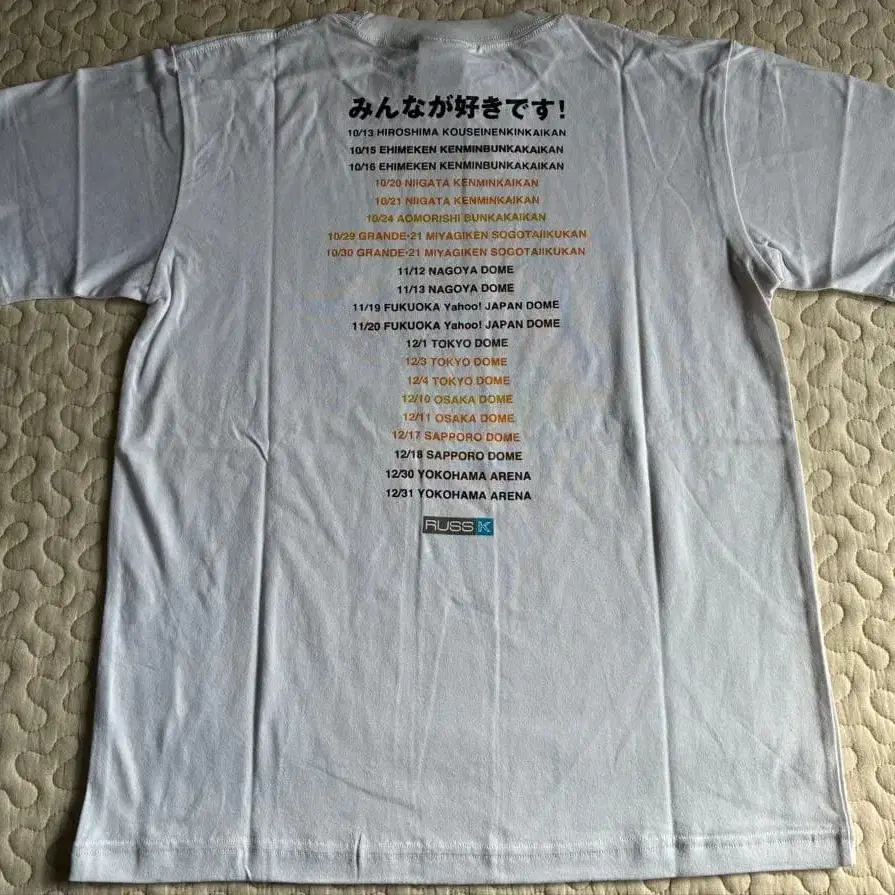 みんなが好きです!
10/13 HIROSHIMA KOUSEINENKINKAIKAN
10/15 EHIMEKEN KENMINBUNKAKAIKAN
10/16 EHIMEKEN KENMINBUNKAKAIKAN
10/20 NIIGATA KENMINKAIKAN
10/21 NIIGATA KENMINKAIKAN
10/24 AOMORISHI BUNKAKAIKAN
10/29 GRANDE•21 MIYAGIKEN SOGOTAIIKUKAN
10/30 GRANDE•21 MIYAGIKEN SOGOTAIIKUKAN
11/12 NAGOYA DOME
11/13 NAGOYA DOME
11/19 FUKUOKA Yahoo! JAPAN DOME
11/20 FUKUOKA Yahoo! JAPAN DOME
12/1 TOKYO DOME
12/3 TOKYO DOME
12/4 TOKYO DOME
12/10 OSAKA DOME
12/11 OSAKA DOME
12/17 SAPPORO DOME
12/18 SAPPORO DOME
12/30 YOKOHAMA ARENA
12/31 YOKOHAMA ARENA
RUSS K